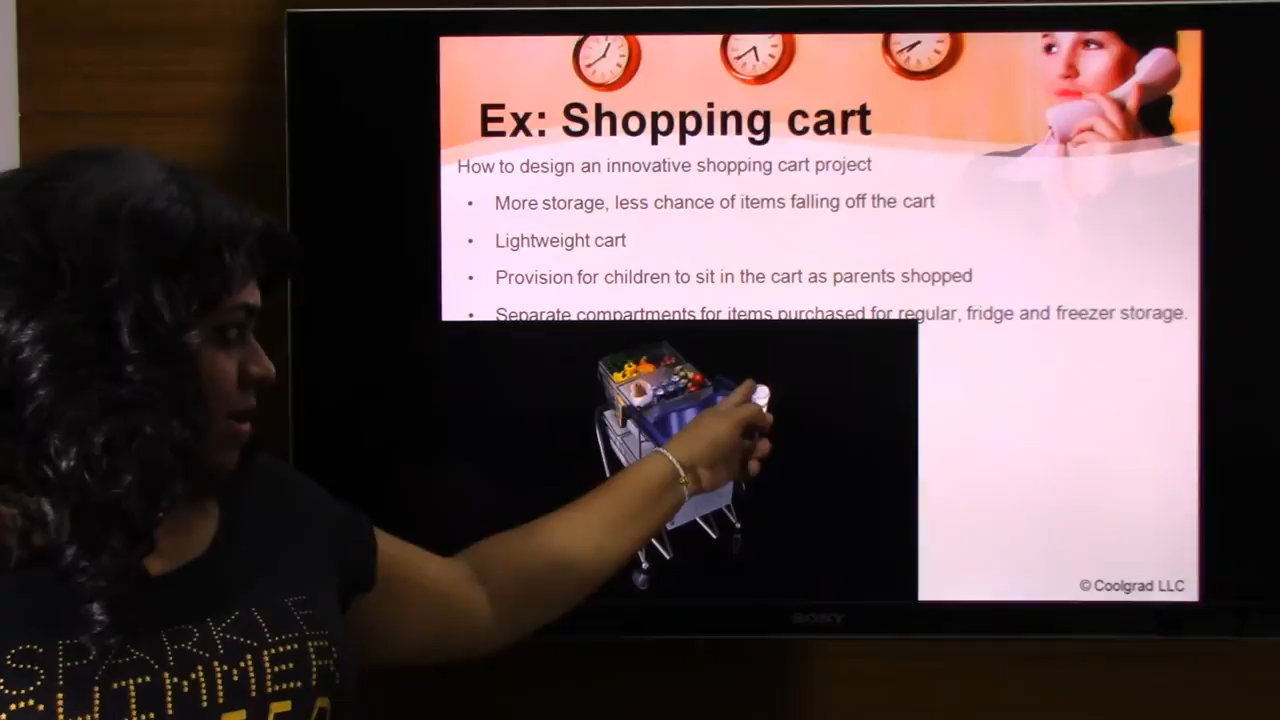 Ex: Shopping cart
How to design an innovative shopping cart project
• More storage, less chance of items falling off the cart
• Lightweight cart
• Provision for children to sit in the cart as parents shopped
• Separate compartments for items purchased for regular, fridge and freezer storage.
© Coolgrad LLC
SONY
SPARKLE